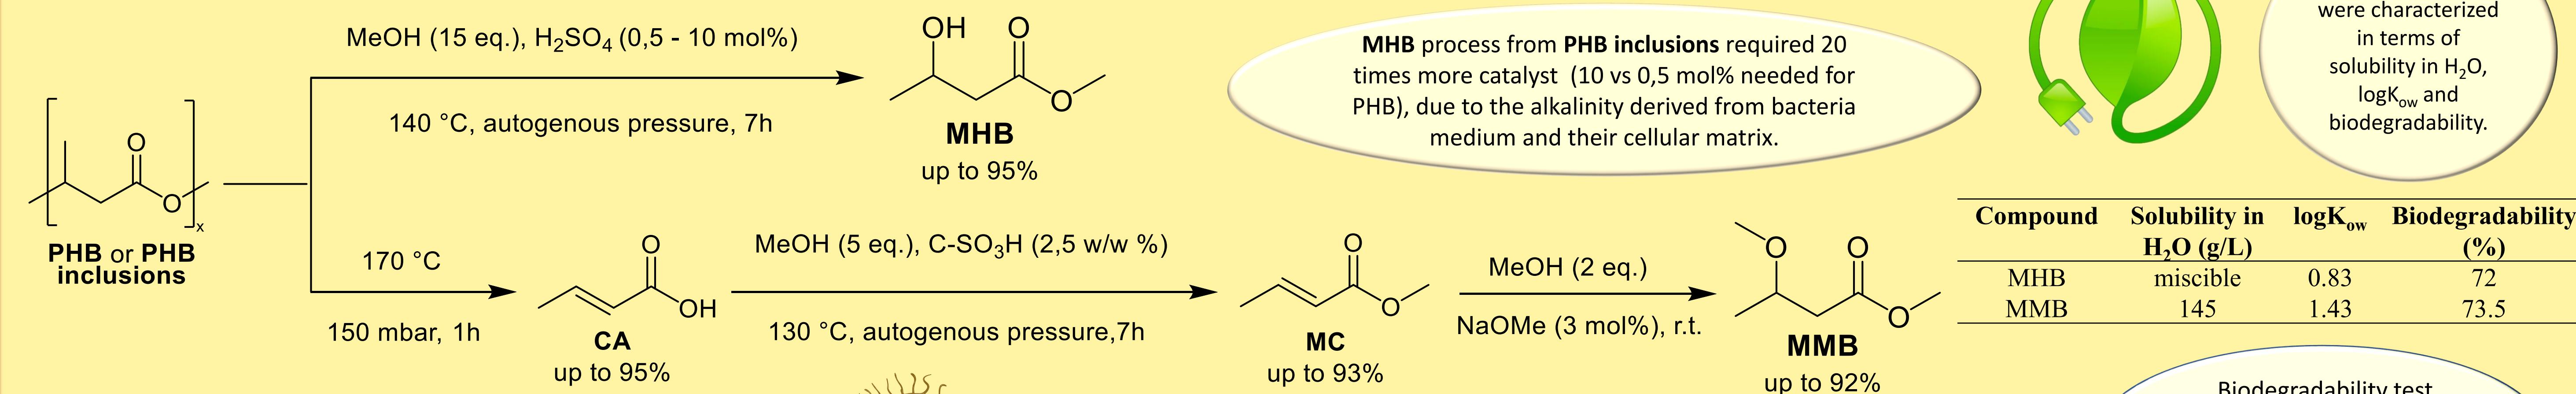 MeOH (15 eq.), H₂SO₄ (0,5 - 10 mol%)
140 °C, autogenous pressure, 7h
OH
O
O
MHB
up to 95%
O
O
x
PHB or PHB
inclusions
170 °C
150 mbar, 1h
O
OH
CA
up to 95%
MeOH (5 eq.), C-SO₃H (2,5 w/w %)
130 °C, autogenous pressure,7h
O
O
MC
up to 93%
MeOH (2 eq.)
NaOMe (3 mol%), r.t.
O
O
O
MMB
up to 92%
MHB process from PHB inclusions required 20
times more catalyst (10 vs 0,5 mol% needed for
PHB), due to the alkalinity derived from bacteria
medium and their cellular matrix.
were characterized
in terms of
solubility in H₂O,
logKow and
biodegradability.
Compound Solubility in logKow Biodegradability
H₂O (g/L) (%)
MHB miscible 0.83 72
MMB 145 1.43 73.5
Biodegradability test